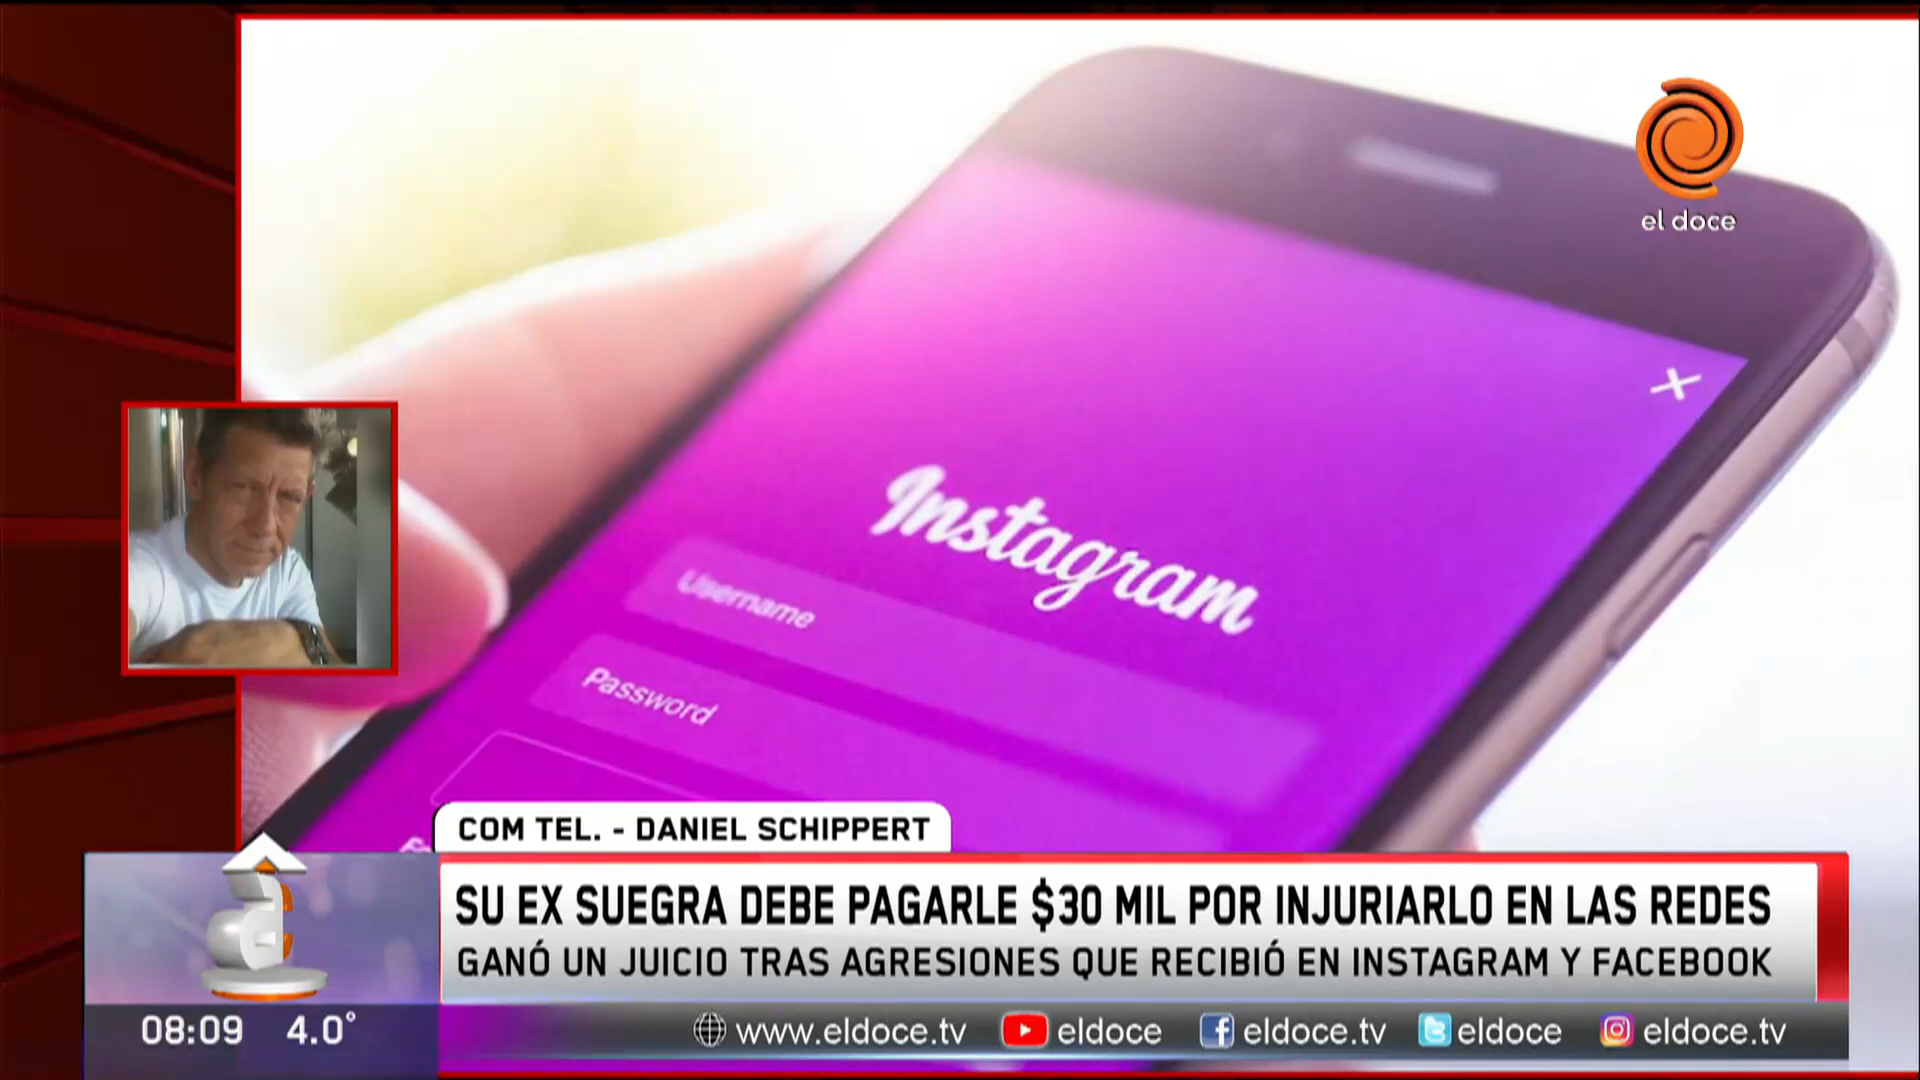 el doce
Instagram
Username
Password
COM TEL. - DANIEL SCHIPPERT
SU EX SUEGRA DEBE PAGARLE $30 MIL POR INJURIARLO EN LAS REDES
GANÓ UN JUICIO TRAS AGRESIONES QUE RECIBIÓ EN INSTAGRAM Y FACEBOOK
08:09 4.0° www.eldoce.tv eldoce eldoce.tv eldoce eldoce.tv